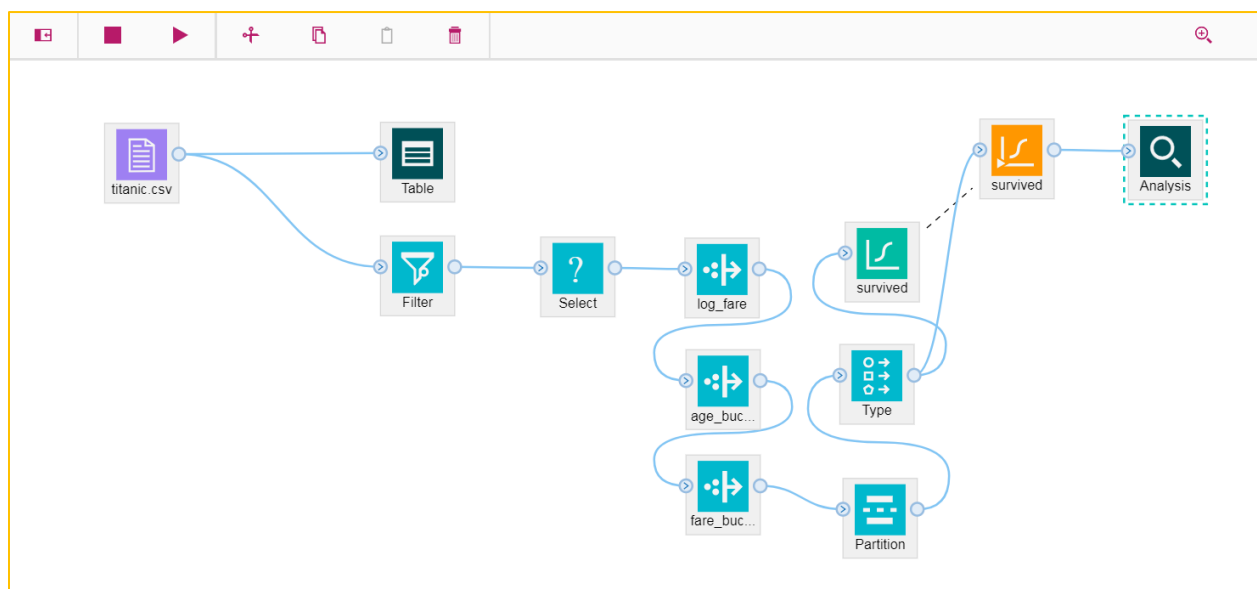 titanic.csv
Table
Filter
?
Select
log_fare
age_buc...
fare_buc...
Partition
Type
survived
survived
Analysis